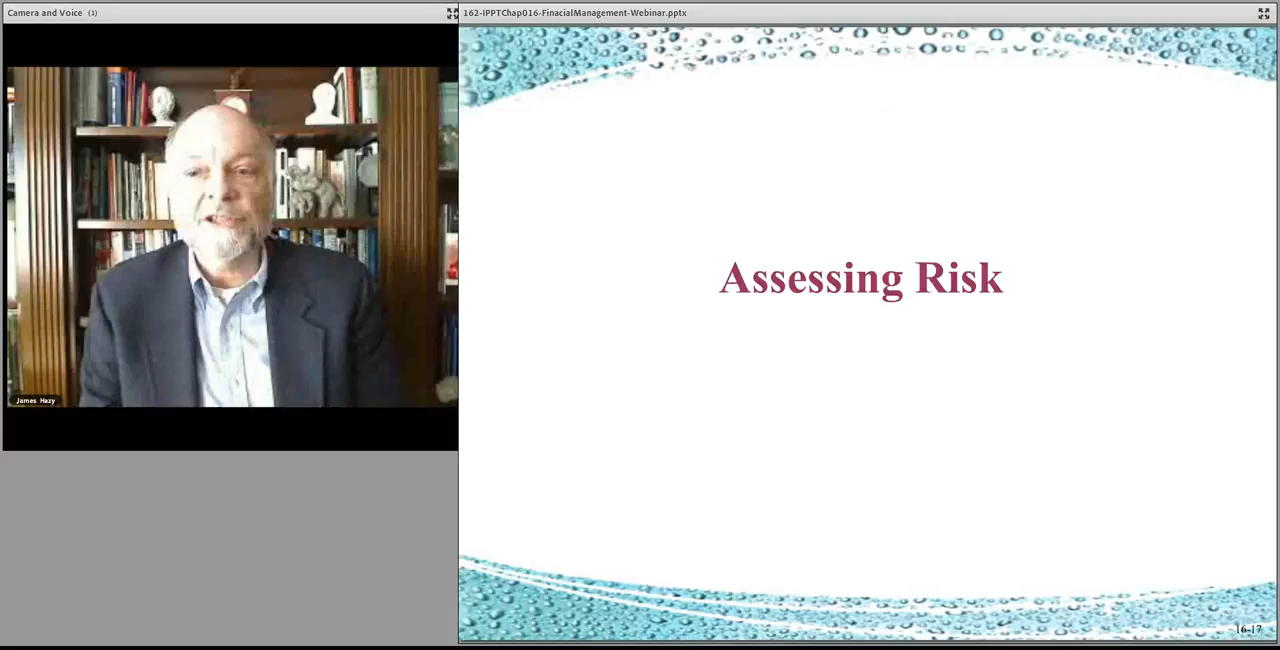 Camera and Voice (1)
162-IPPTChap016-FinacialManagement-Webinar.pptx
James Hazy
Assessing Risk
16-17